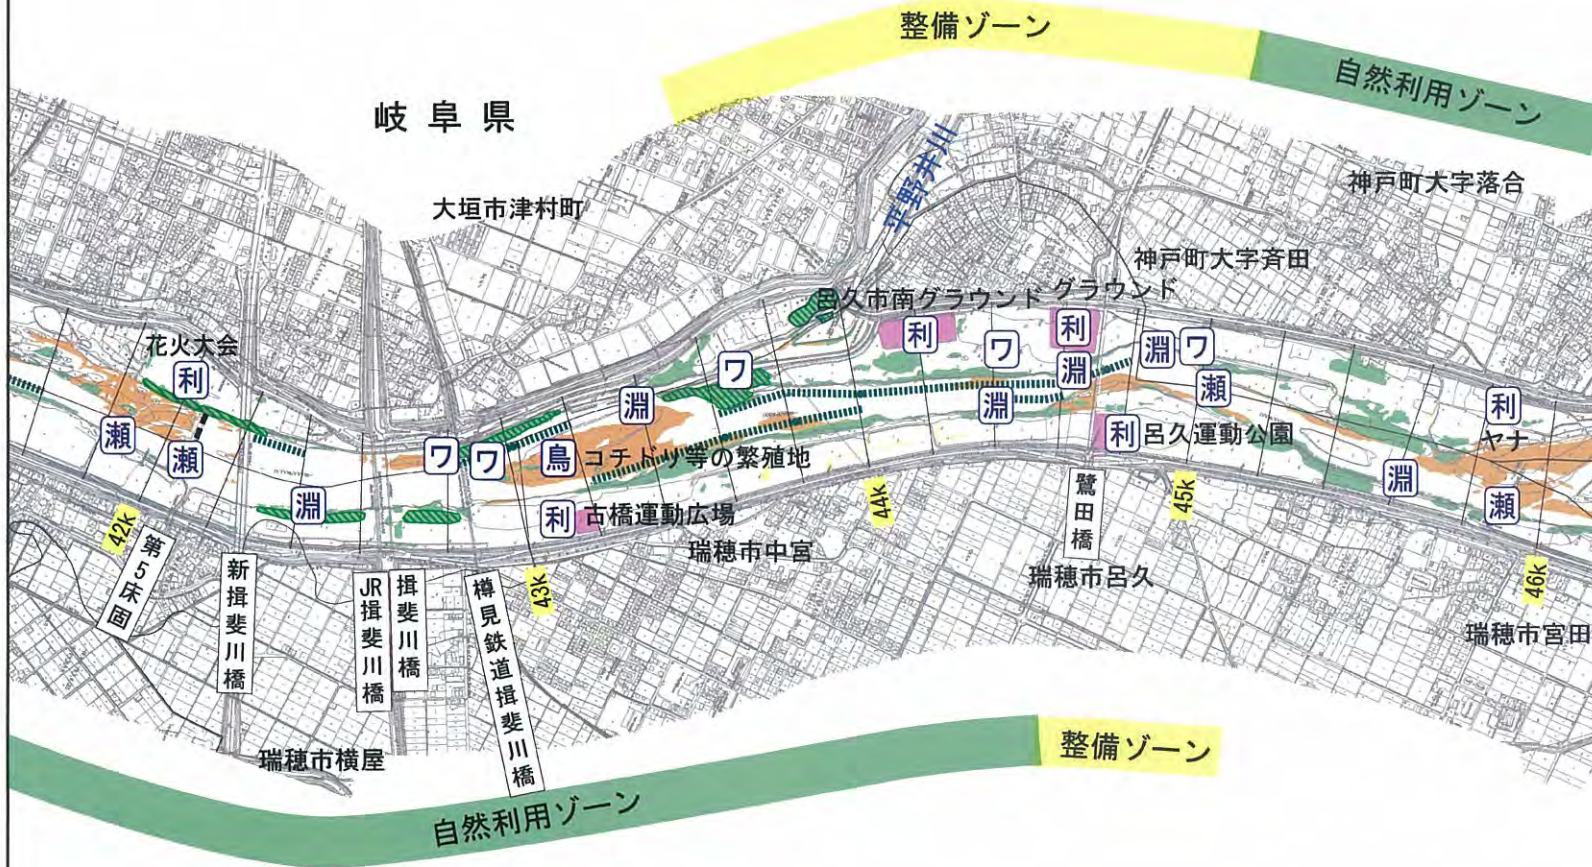 整備ゾーン
自然利用ゾーン
岐阜県
平野井川
神戸町大字落合
大垣市津村町
神戸町大字斉田
呂久市南グラウンド
グラウンド
花火大会
利
利
利
ワ
淵
ワ
淵
瀬
ワ
淵
淵
利
ヤナ
瀬
瀬
ワ
ワ
鳥
コチドリ等の繁殖地
利
呂久運動公園
淵
瀬
淵
利
古橋運動広場
42k
43k
44k
45k
46k
第5床固
新揖斐川橋
JR揖斐川橋
揖斐川橋
樽見鉄道揖斐川橋
鷺田橋
瑞穂市中宮
瑞穂市呂久
瑞穂市宮田
瑞穂市横屋
整備ゾーン
自然利用ゾーン